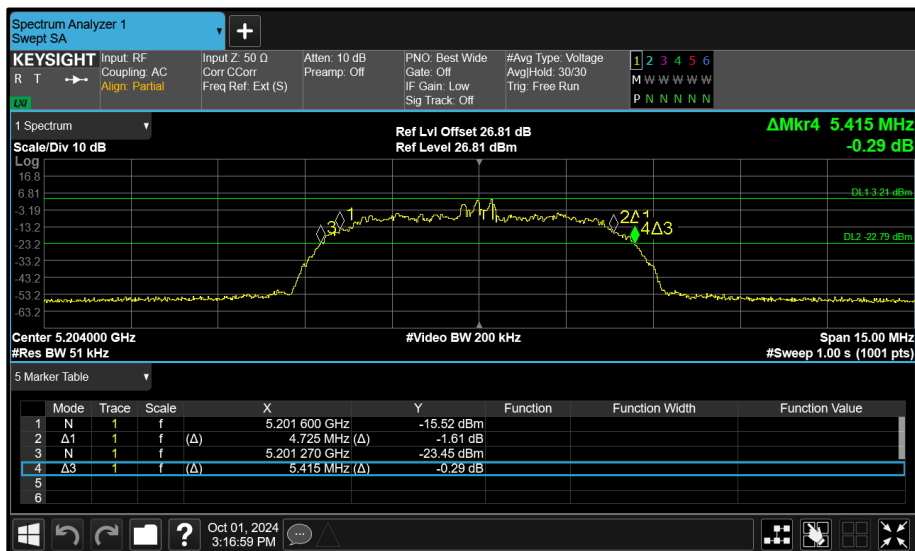 Spectrum Analyzer 1
Swept SA
+
KEYSIGHT
R T
LXI
Input: RF
Coupling: AC
Align: Partial
Input Z: 50 Ω
Corr CCorr
Freq Ref: Ext (S)
Atten: 10 dB
Preamp: Off
PNO: Best Wide
Gate: Off
IF Gain: Low
Sig Track: Off
#Avg Type: Voltage
Avg|Hold: 30/30
Trig: Free Run
1 2 3 4 5 6
M W W W W W
P N N N N N
1 Spectrum
Scale/Div 10 dB
Ref Lvl Offset 26.81 dB
Ref Level 26.81 dBm
ΔMkr4 5.415 MHz
-0.29 dB
Log
16.8
6.81
-3.19
-13.2
-23.2
-33.2
-43.2
-53.2
-63.2
DL1 3.21 dBm
DL2 -22.79 dBm
1
3
2Δ1
4Δ3
Center 5.204000 GHz
#Video BW 200 kHz
Span 15.00 MHz
#Res BW 51 kHz
#Sweep 1.00 s (1001 pts)
5 Marker Table
Mode Trace Scale X Y Function Function Width Function Value
1 N 1 f 5.201 600 GHz -15.52 dBm
2 Δ1 1 f (Δ) 4.725 MHz (Δ) -1.61 dB
3 N 1 f 5.201 270 GHz -23.45 dBm
4 Δ3 1 f (Δ) 5.415 MHz (Δ) -0.29 dB
5
6
?
Oct 01, 2024
3:16:59 PM